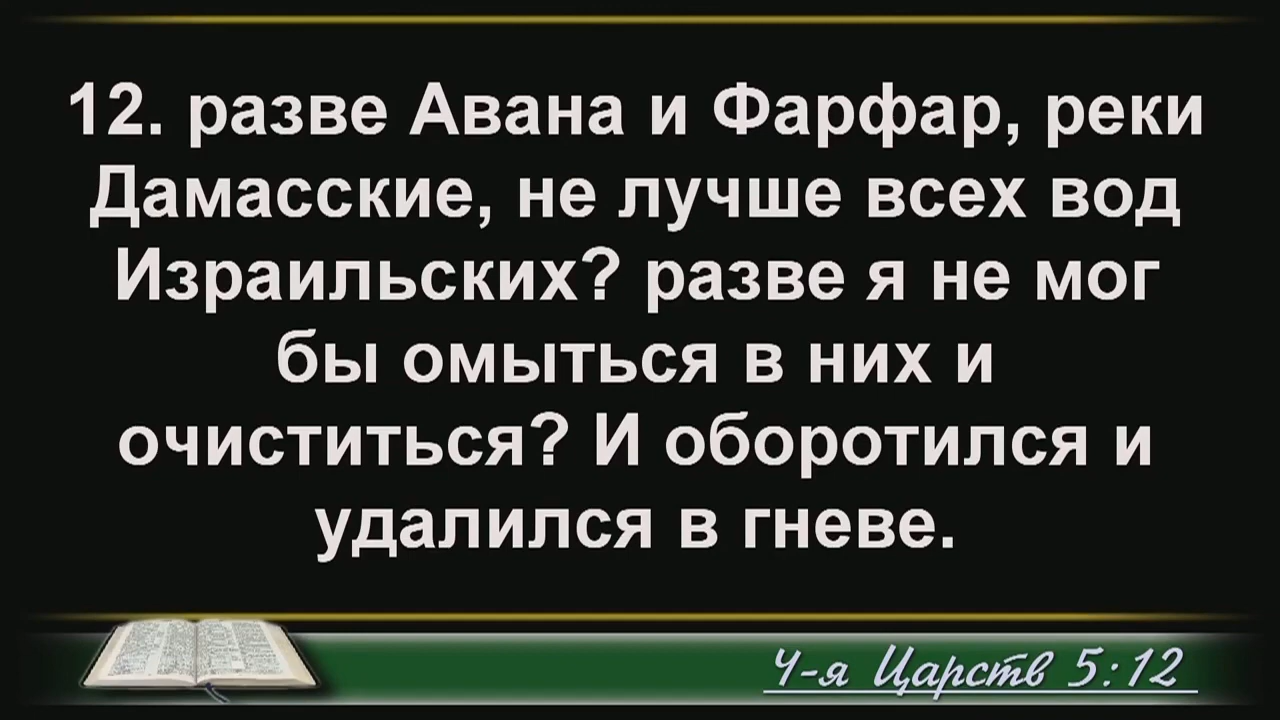 12. разве Авана и Фарфар, реки
Дамасские, не лучше всех вод
Израильских? разве я не мог
бы омыться в них и
очиститься? И оборотился и
удалился в гневе.
4-я Царств 5:12